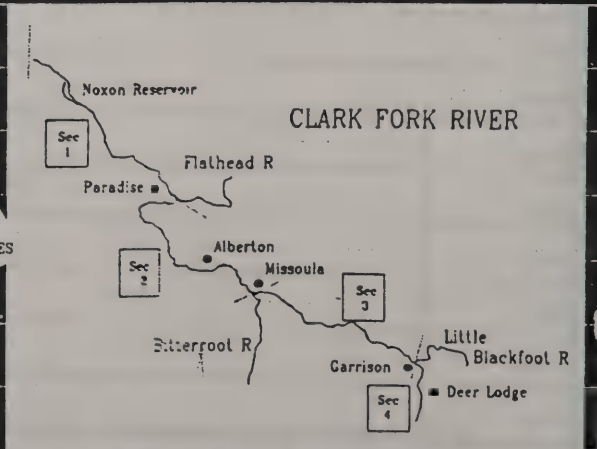 Noxon Reservoir
CLARK FORK RIVER
Sec
1
Flathead R
Paradise
ES
Alberton
Sec
2
Missoula
Sec
3
Bitterroot R
Little
Blackfoot R
Garrison
Deer Lodge
Sec
4